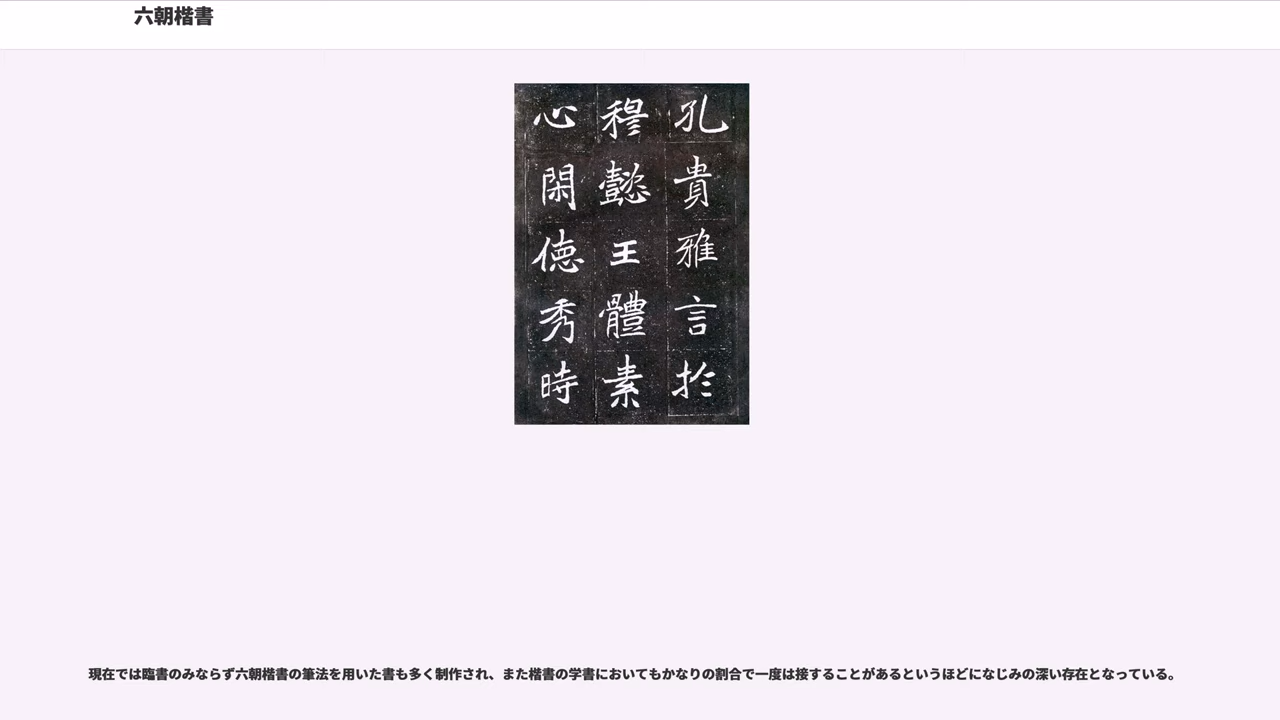 六朝楷書
孔貴雅言於
穆懿王體素
心閑德秀時
現在では臨書のみならず六朝楷書の筆法を用いた書も多く制作され、また楷書の学書においてもかなりの割合で一度は接することがあるというほどになじみの深い存在となっている。